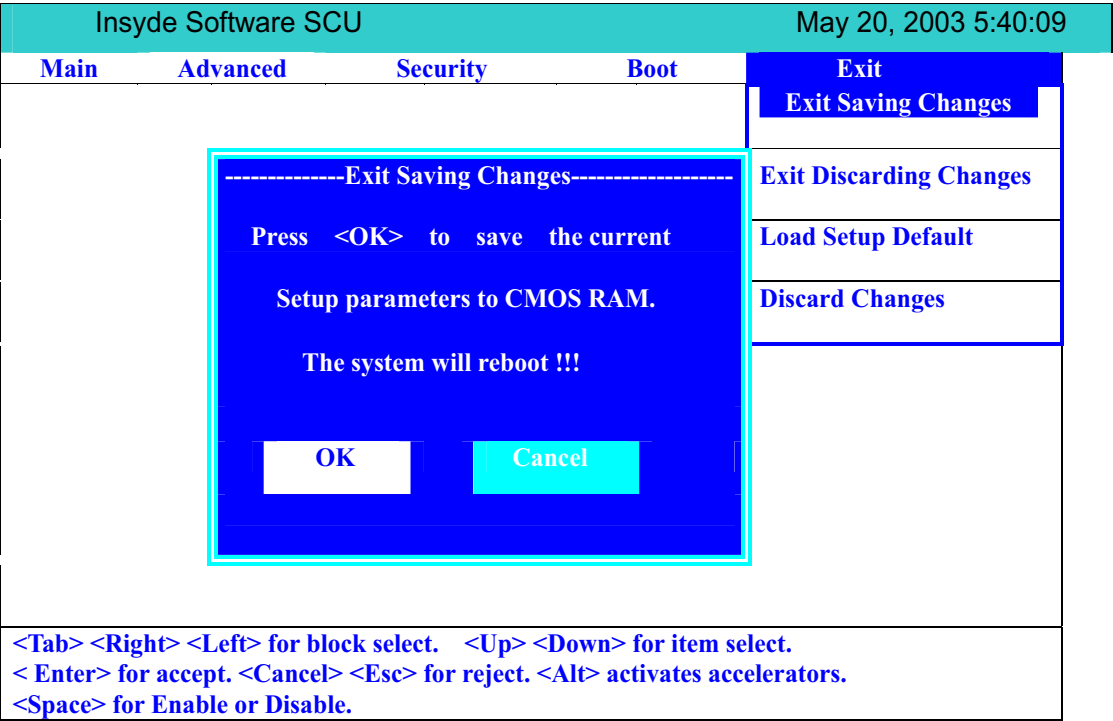 Insyde Software SCU May 20, 2003 5:40:09
Main Advanced Security Boot Exit
Exit Saving Changes
Exit Discarding Changes
Load Setup Default
Discard Changes
--------------Exit Saving Changes-------------------
Press <OK> to save the current
Setup parameters to CMOS RAM.
The system will reboot !!!
OK Cancel
<Tab> <Right> <Left> for block select. <Up> <Down> for item select.
< Enter> for accept. <Cancel> <Esc> for reject. <Alt> activates accelerators.
<Space> for Enable or Disable.